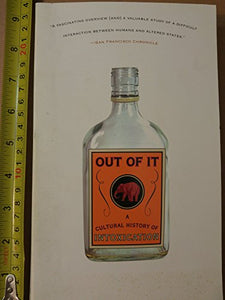 "A FASCINATING OVERVIEW [AND] A VALUABLE STUDY OF A DIFFICULT
INTERACTION BETWEEN HUMANS AND ALTERED STATES."
—SAN FRANCISCO CHRONICLE
OUT OF IT
A
CULTURAL HISTORY OF
INTOXICATION